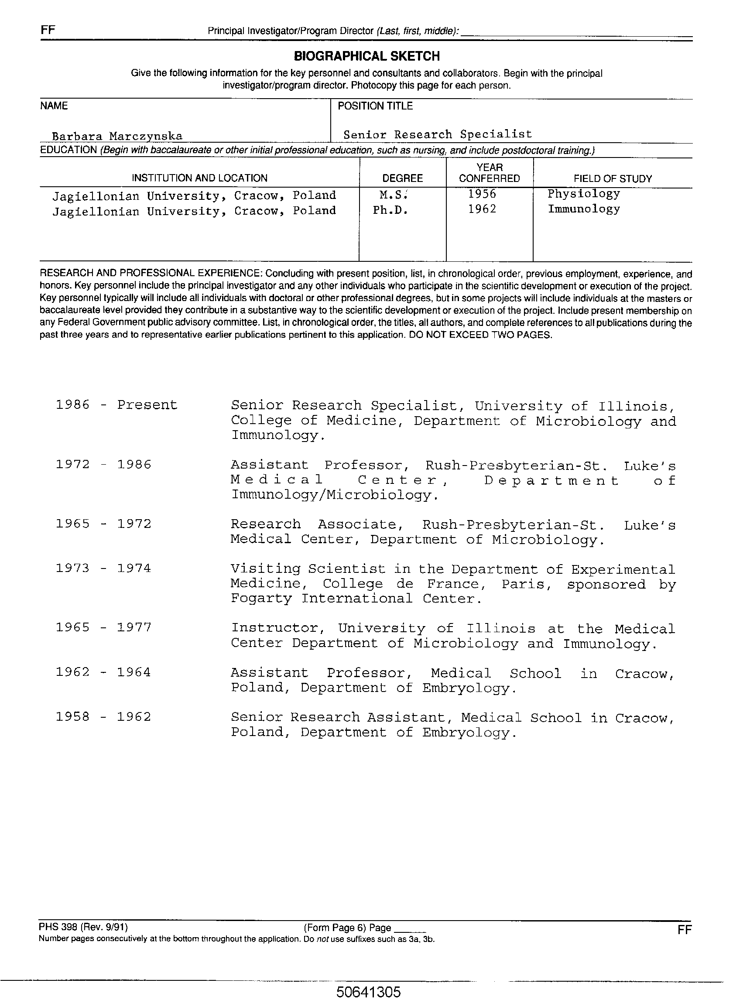 FF Principal Investigator/Program Director (Last, first, middle):
BIOGRAPHICAL SKETCH
Give the following information for the key personnel and consultants and collaborators. Begin with the principal
investigator/program director. Photocopy this page for each person.
NAME POSITION TITLE
Barbara Marczynska Senior Research Specialist
EDUCATION (Begin with baccalaureate or other initial professional education, such as nursing, and include postdoctoral training.)
INSTITUTION AND LOCATION DEGREE YEAR CONFERRED FIELD OF STUDY
Jagiellonian University, Cracow, Poland M.S. 1956 Physiology
Jagiellonian University, Cracow, Poland Ph.D. 1962 Immunology
RESEARCH AND PROFESSIONAL EXPERIENCE: Concluding with present position, list, in chronological order, previous employment, experience, and
honors. Key personnel include the principal investigator and any other individuals who participate in the scientific development or execution of the project.
Key personnel typically will include all individuals with doctoral or other professional degrees, but in some projects will include individuals at the masters or
baccalaureate level provided they contribute in a substantive way to the scientific development or execution of the project. Include present membership on
any Federal Government public advisory committee. List, in chronological order, the titles, all authors, and complete references to all publications during the
past three years and to representative earlier publications pertinent to this application. DO NOT EXCEED TWO PAGES.
1986 - Present Senior Research Specialist, University of Illinois,
College of Medicine, Department of Microbiology and
Immunology.
1972 - 1986 Assistant Professor, Rush-Presbyterian-St. Luke's
Medical Center, Department of
Immunology/Microbiology.
1965 - 1972 Research Associate, Rush-Presbyterian-St. Luke's
Medical Center, Department of Microbiology.
1973 - 1974 Visiting Scientist in the Department of Experimental
Medicine, College de France, Paris, sponsored by
Fogarty International Center.
1965 - 1977 Instructor, University of Illinois at the Medical
Center Department of Microbiology and Immunology.
1962 - 1964 Assistant Professor, Medical School in Cracow,
Poland, Department of Embryology.
1958 - 1962 Senior Research Assistant, Medical School in Cracow,
Poland, Department of Embryology.
PHS 398 (Rev. 9/91) (Form Page 6) Page FF
Number pages consecutively at the bottom throughout the application. Do not use suffixes such as 3a, 3b.
50641305